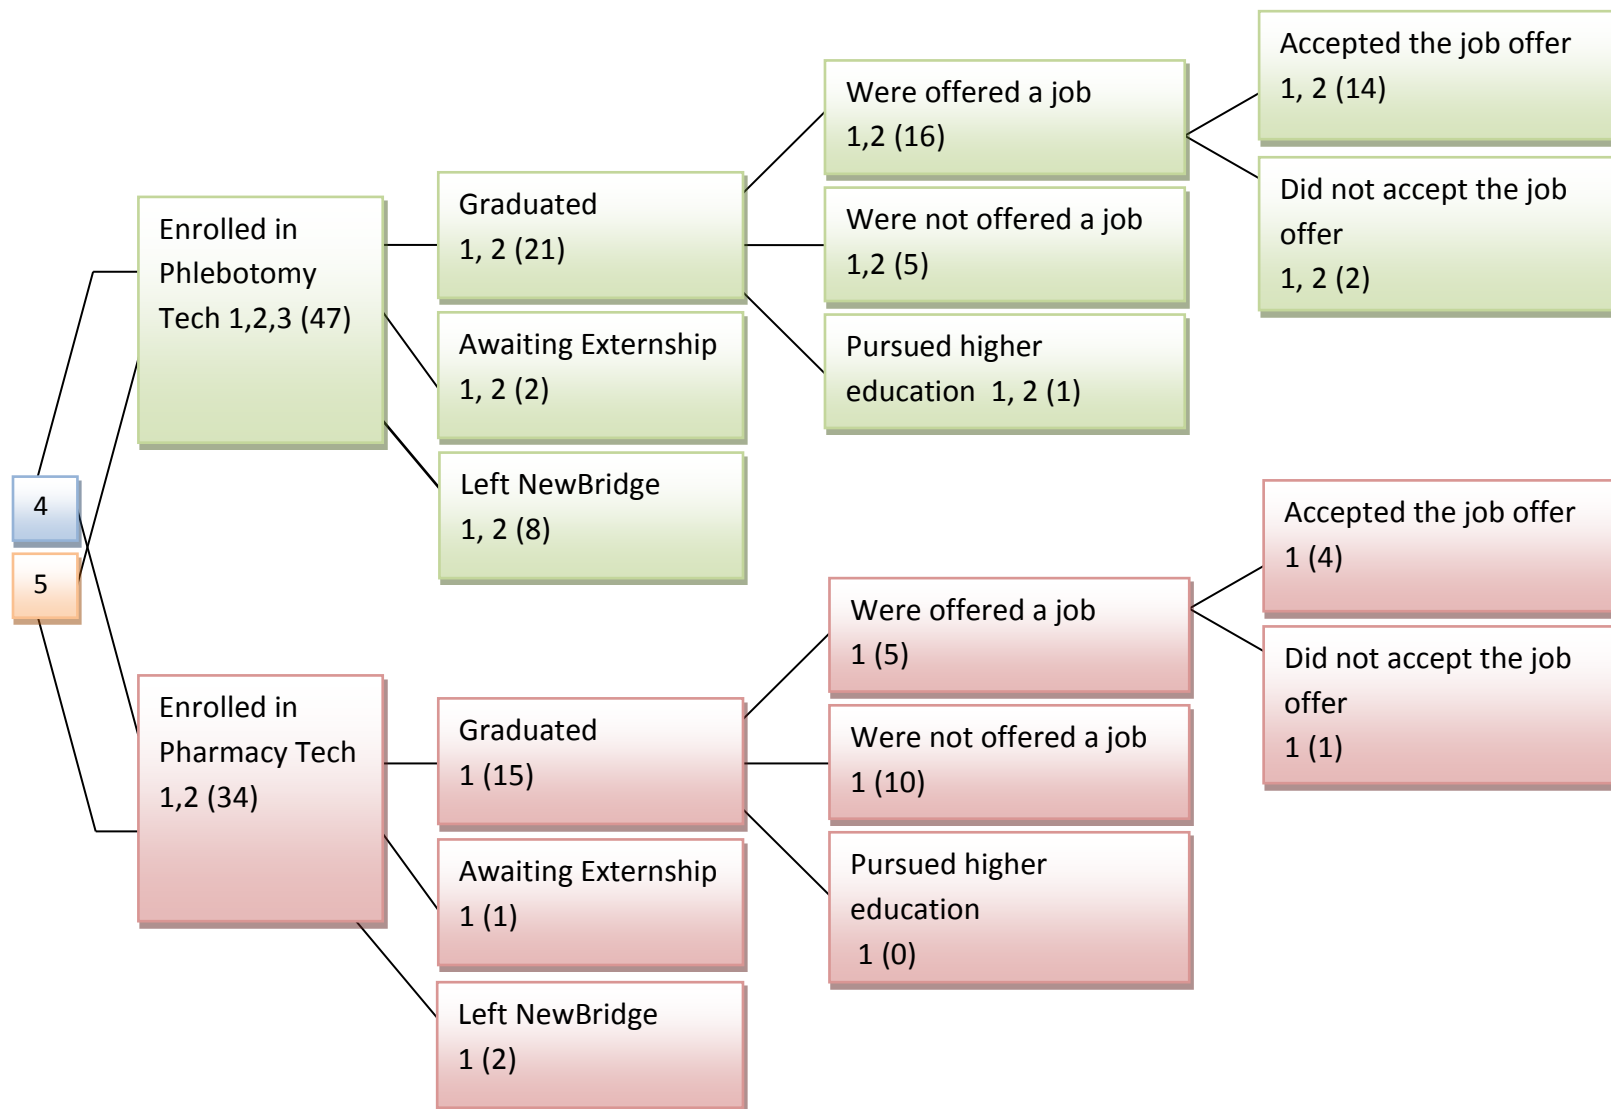 4
5
Enrolled in
Phlebotomy
Tech 1,2,3 (47)
Graduated
1, 2 (21)
Awaiting Externship
1, 2 (2)
Left NewBridge
1, 2 (8)
Were offered a job
1,2 (16)
Were not offered a job
1,2 (5)
Pursued higher
education 1, 2 (1)
Accepted the job offer
1, 2 (14)
Did not accept the job
offer
1, 2 (2)
Enrolled in
Pharmacy Tech
1,2 (34)
Graduated
1 (15)
Awaiting Externship
1 (1)
Left NewBridge
1 (2)
Were offered a job
1 (5)
Were not offered a job
1 (10)
Pursued higher
education
1 (0)
Accepted the job offer
1 (4)
Did not accept the job
offer
1 (1)